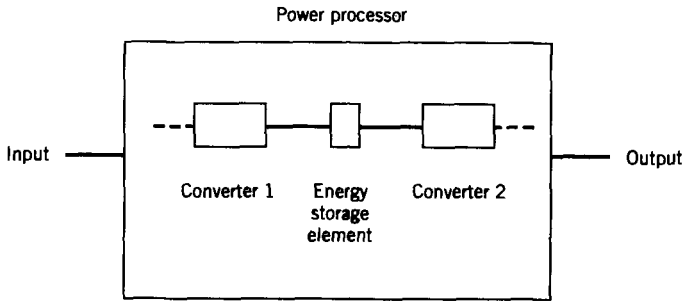 Power processor
Input
Output
Converter 1
Energy
storage
element
Converter 2